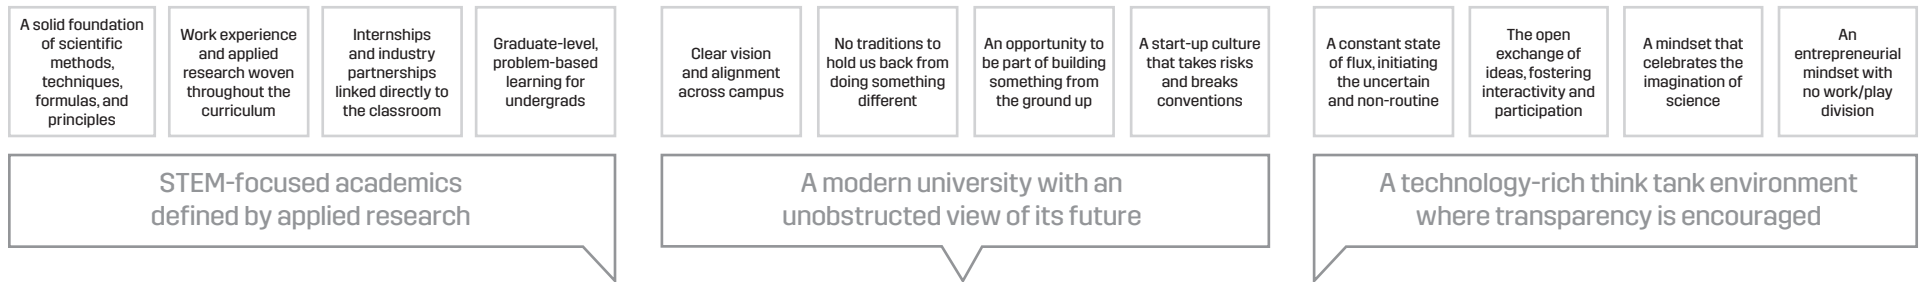 A solid foundation
of scientific
methods,
techniques,
formulas, and
principles
Work experience
and applied
research woven
throughout the
curriculum
Internships
and industry
partnerships
linked directly to
the classroom
Graduate-level,
problem-based
learning for
undergrads
Clear vision
and alignment
across campus
No traditions to
hold us back from
doing something
different
An opportunity to
be part of building
something from
the ground up
A start-up culture
that takes risks
and breaks
conventions
A constant state
of flux, initiating
the uncertain
and non-routine
The open
exchange of
ideas, fostering
interactivity and
participation
A mindset that
celebrates the
imagination of
science
An
entrepreneurial
mindset with
no work/play
division
STEM-focused academics
defined by applied research
A modern university with an
unobstructed view of its future
A technology-rich think tank environment
where transparency is encouraged